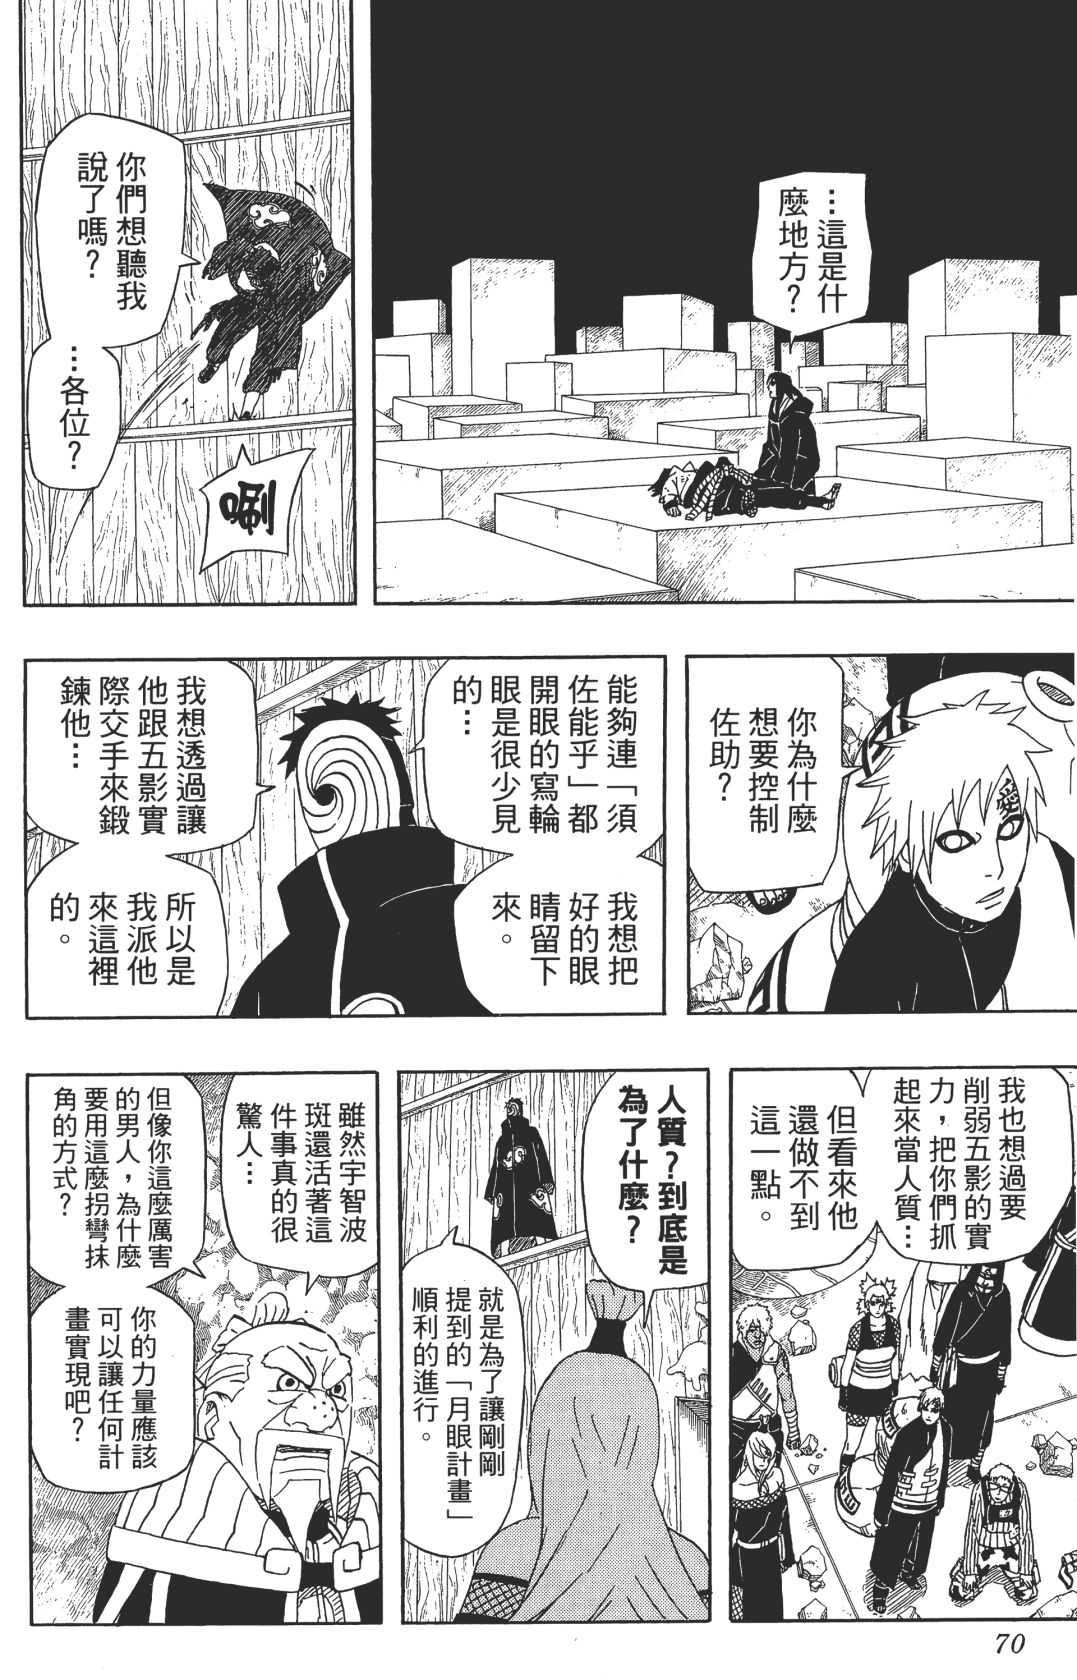 …這是什
麼地方？
你們想聽我
說了嗎？
…各位？
唰
你為什麼
想要控制
佐助？
愛
能夠連「須
佐能乎」都
開眼的寫輪
眼是很少見
的…
我想把
好的眼
睛留下
來。
我想透過讓
他跟五影實
際交手來鍛
鍊他…
所以是
我派他
來這裡
的。
我也想過要
削弱五影的實
力，把你們抓
起來當人質…
但看來他
還做不到
這一點。
人質？到底是
為了什麼？
就是為了讓剛剛
提到的「月眼計畫」
順利的進行。
雖然宇智波
斑還活著這
件事真的很
驚人…
但像你這麼厲害
的男人，為什麼
要用這麼拐彎抹
角的方式？
你的力量應該
可以讓任何計
畫實現吧？
70